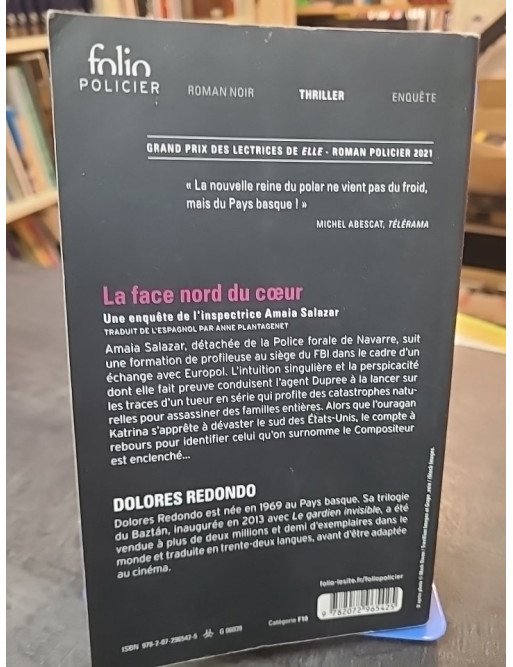 folio
POLICIER
ROMAN NOIR THRILLER ENQUÊTE
GRAND PRIX DES LECTRICES DE ELLE - ROMAN POLICIER 2021
« La nouvelle reine du polar ne vient pas du froid,
mais du Pays basque ! »
MICHEL ABESCAT, TÉLÉRAMA
La face nord du cœur
Une enquête de l'inspectrice Amaia Salazar
TRADUIT DE L'ESPAGNOL PAR ANNE PLANTAGENET
Amaia Salazar, détachée de la Police forale de Navarre, suit
une formation de profileuse au siège du FBI dans le cadre d'un
échange avec Europol. L'intuition singulière et la perspicacité
dont elle fait preuve conduisent l'agent Dupree à la lancer sur
les traces d'un tueur en série qui profite des catastrophes natu-
relles pour assassiner des familles entières. Alors que l'ouragan
Katrina s'apprête à dévaster le sud des États-Unis, le compte à
rebours pour identifier celui qu'on surnomme le Compositeur
est enclenché...
DOLORES REDONDO
Dolores Redondo est née en 1969 au Pays basque. Sa trilogie
du Baztán, inaugurée en 2013 avec Le gardien invisible, a été
vendue à plus de deux millions et demi d'exemplaires dans le
monde et traduite en trente-deux langues, avant d'être adaptée
au cinéma.
folio-lesite.fr/foliopolicier
9 782072 965425
ISBN 978-2-07-296542-5 Catégorie F10